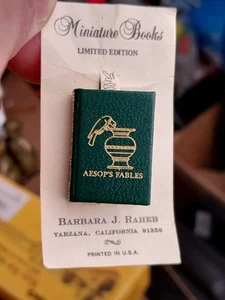 Miniature Books
LIMITED EDITION
AESOP'S FABLES
BARBARA J. RAHEB
TARZANA, CALIFORNIA 91356
PRINTED IN U.S.A.